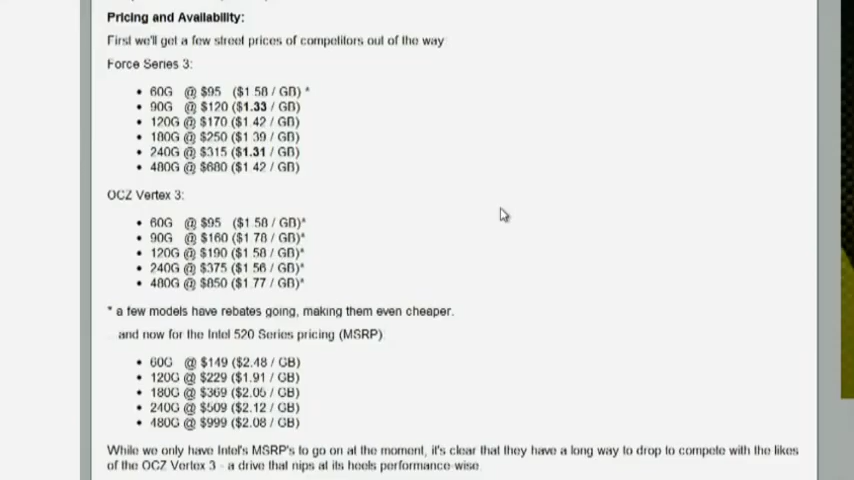 Pricing and Availability:
First we'll get a few street prices of competitors out of the way
Force Series 3:
• 60G @ $95 ($1.58 / GB) *
• 90G @ $120 ($1.33 / GB)
• 120G @ $170 ($1.42 / GB)
• 180G @ $250 ($1.39 / GB)
• 240G @ $315 ($1.31 / GB)
• 480G @ $680 ($1.42 / GB)
OCZ Vertex 3:
• 60G @ $95 ($1.58 / GB)*
• 90G @ $160 ($1.78 / GB)*
• 120G @ $190 ($1.58 / GB)*
• 240G @ $375 ($1.56 / GB)*
• 480G @ $850 ($1.77 / GB)*
* a few models have rebates going, making them even cheaper.
and now for the Intel 520 Series pricing (MSRP)
• 60G @ $149 ($2.48 / GB)
• 120G @ $229 ($1.91 / GB)
• 180G @ $369 ($2.05 / GB)
• 240G @ $509 ($2.12 / GB)
• 480G @ $999 ($2.08 / GB)
While we only have Intel's MSRP's to go on at the moment, it's clear that they have a long way to drop to compete with the likes
of the OCZ Vertex 3 - a drive that nips at its heels performance-wise